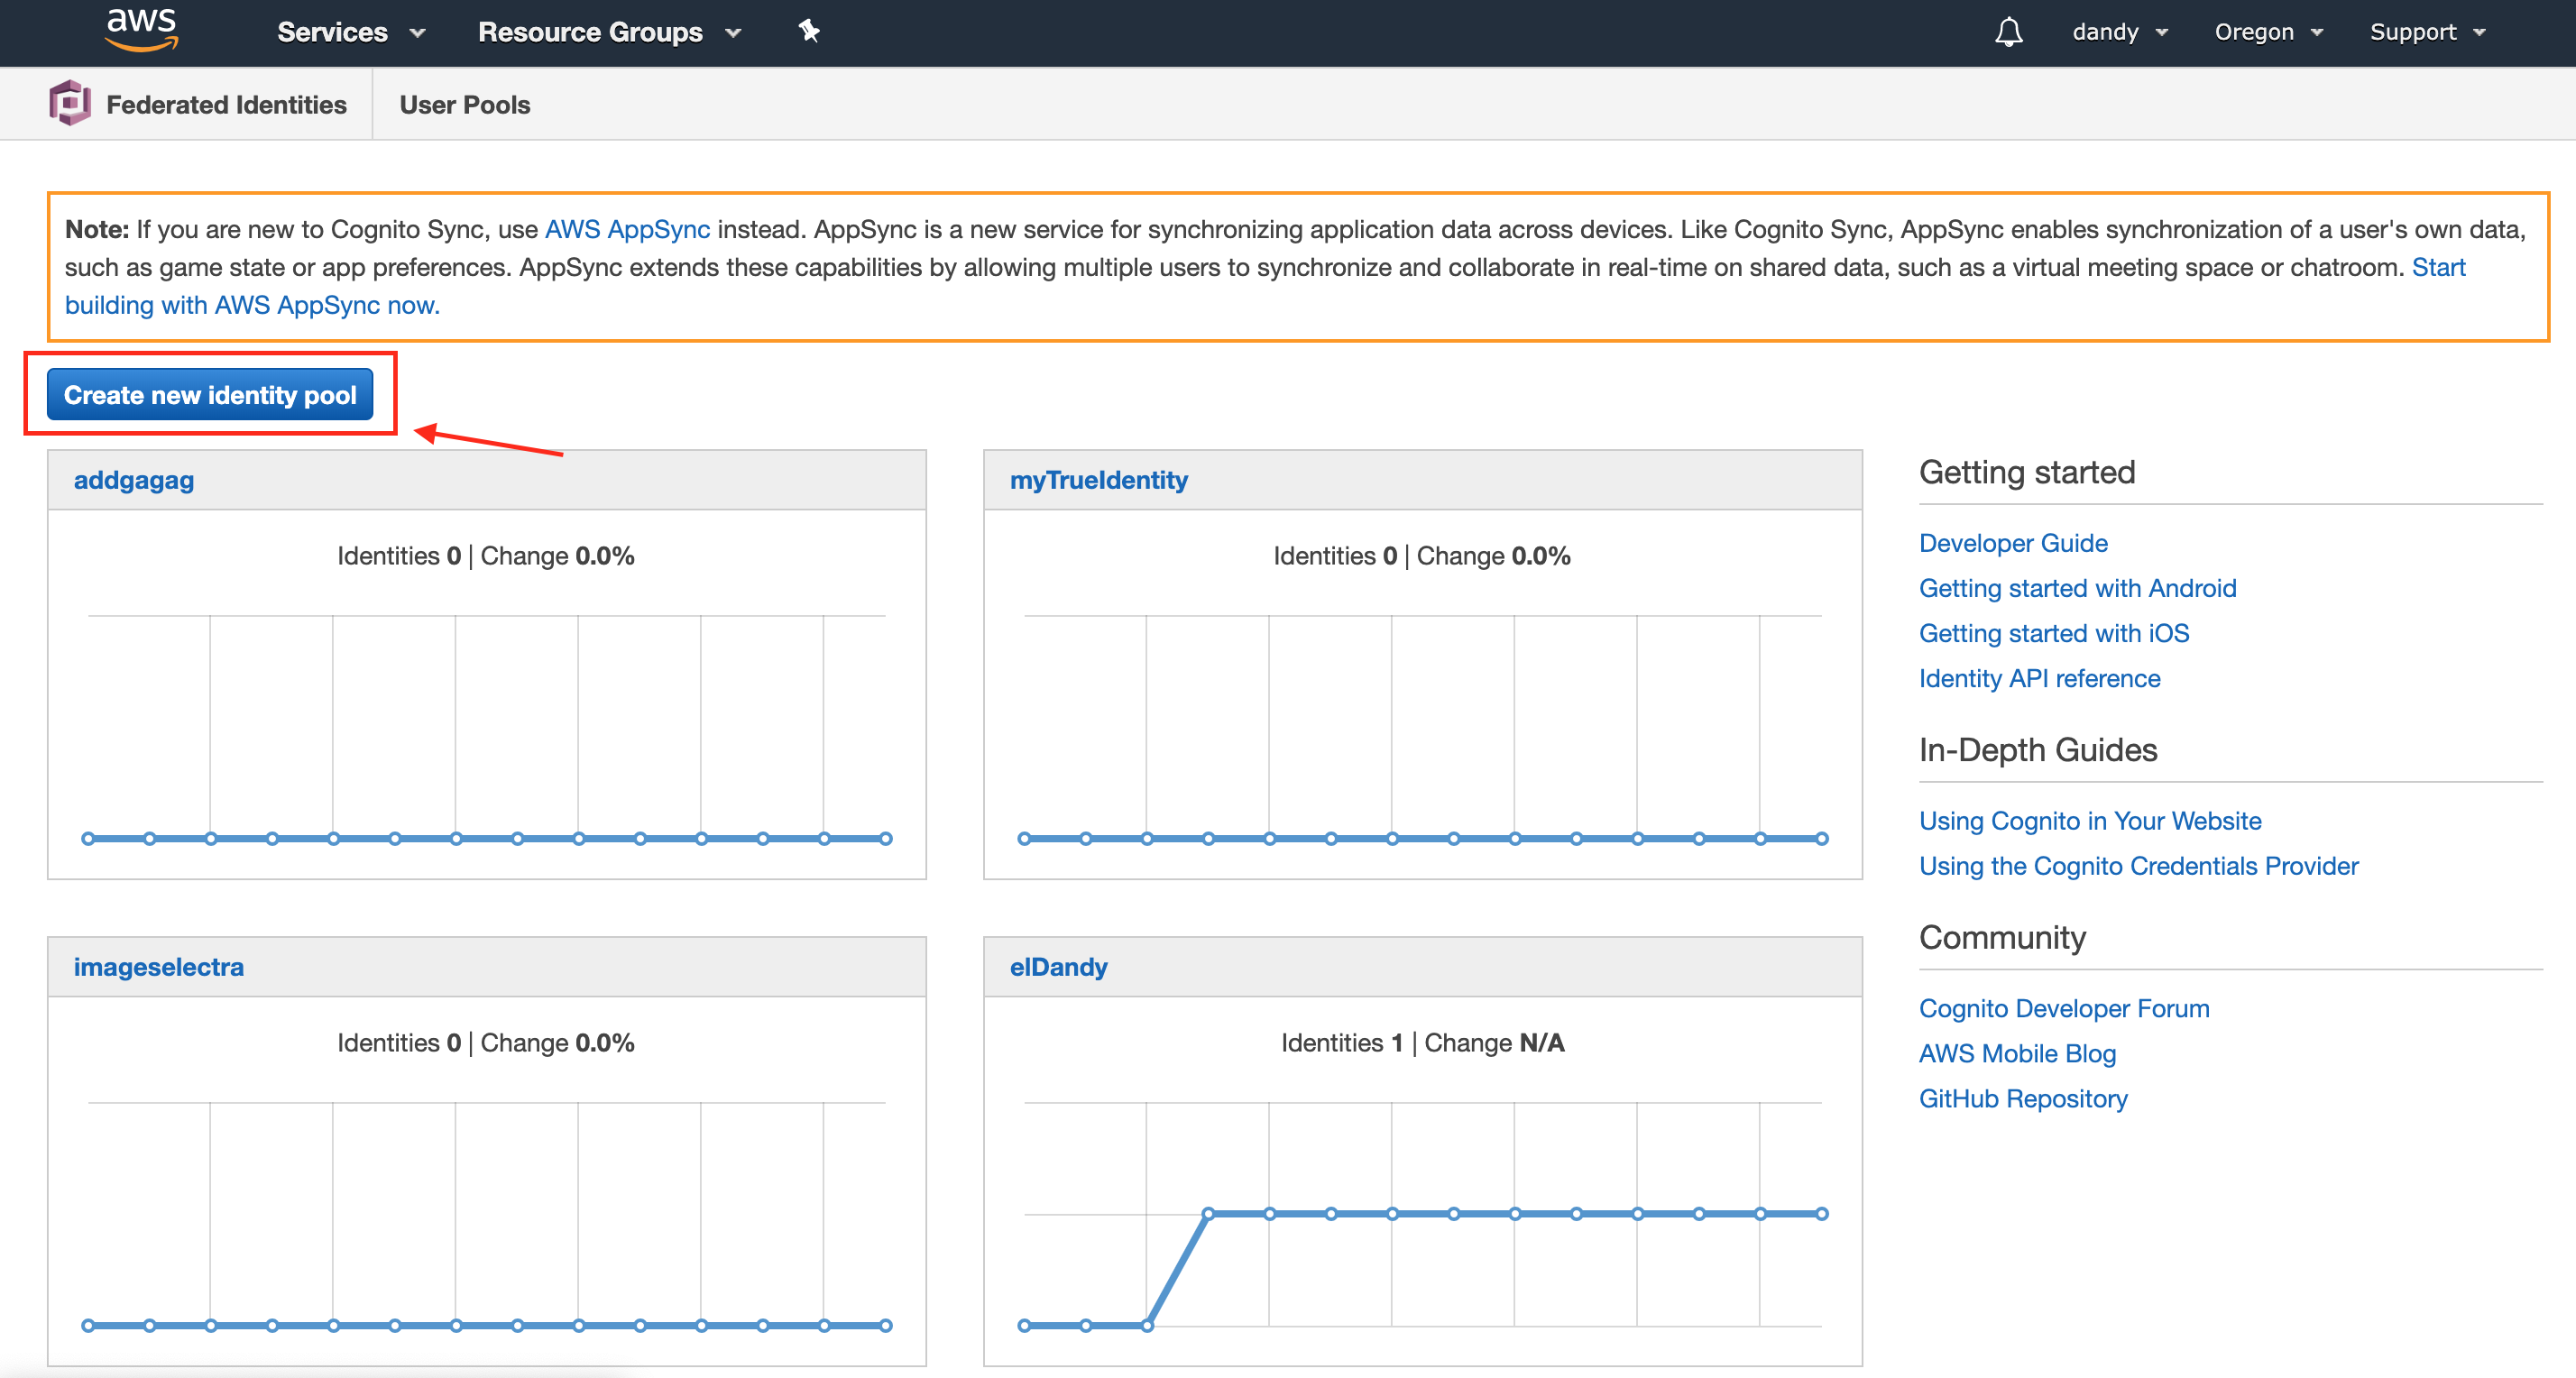 aws
Services
Resource Groups
dandy
Oregon
Support
Federated Identities
User Pools
Note: If you are new to Cognito Sync, use AWS AppSync instead. AppSync is a new service for synchronizing application data across devices. Like Cognito Sync, AppSync enables synchronization of a user's own data,
such as game state or app preferences. AppSync extends these capabilities by allowing multiple users to synchronize and collaborate in real-time on shared data, such as a virtual meeting space or chatroom. Start
building with AWS AppSync now.
Create new identity pool
addgagag
Identities 0 | Change 0.0%
myTrueIdentity
Identities 0 | Change 0.0%
imageselectra
Identities 0 | Change 0.0%
elDandy
Identities 1 | Change N/A
Getting started
Developer Guide
Getting started with Android
Getting started with iOS
Identity API reference
In-Depth Guides
Using Cognito in Your Website
Using the Cognito Credentials Provider
Community
Cognito Developer Forum
AWS Mobile Blog
GitHub Repository